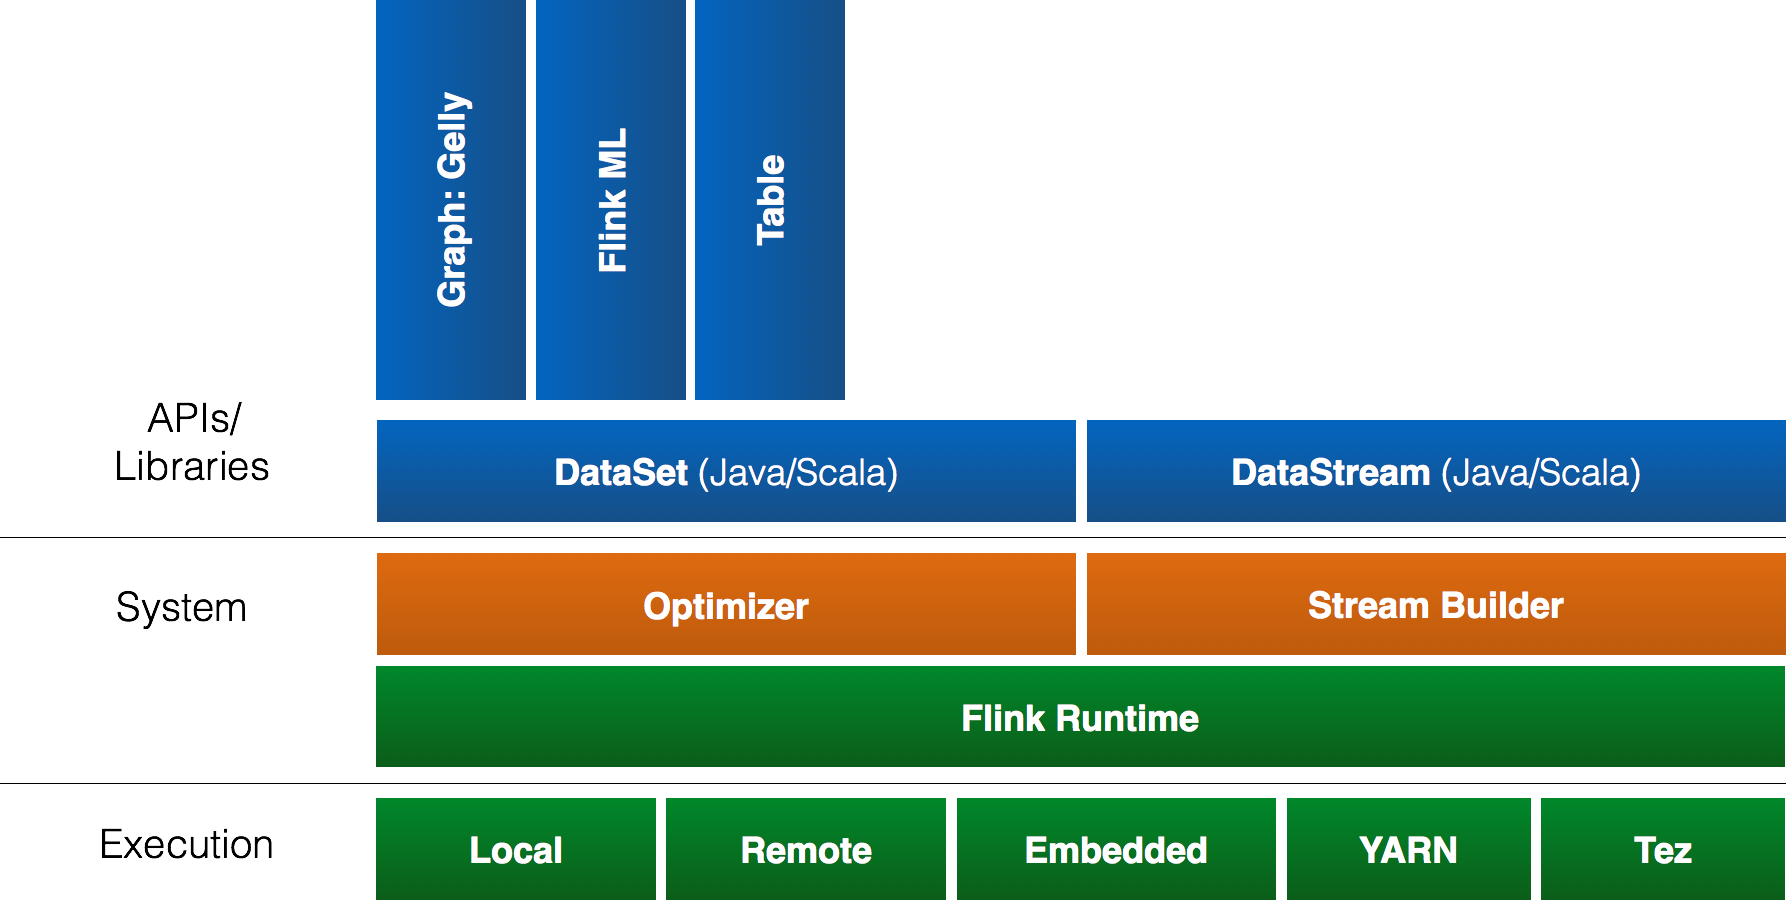 Graph: Gelly
Flink ML
Table
APIs/
Libraries
DataSet (Java/Scala)
DataStream (Java/Scala)
System
Optimizer
Stream Builder
Flink Runtime
Execution
Local
Remote
Embedded
YARN
Tez